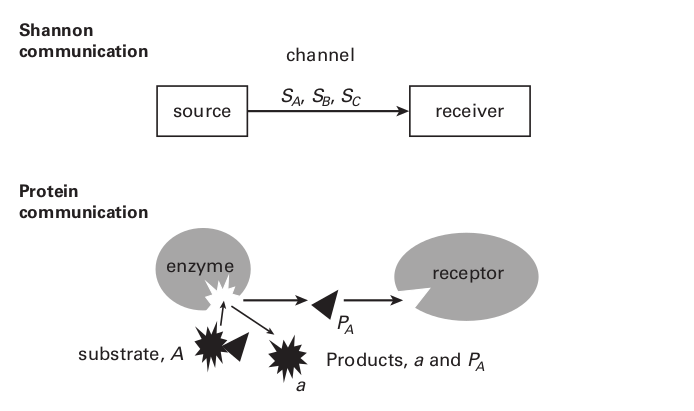 Shannon
communication
channel
source
S_A, S_B, S_C
receiver
Protein
communication
enzyme
receptor
P_A
substrate, A
Products, a and P_A
a